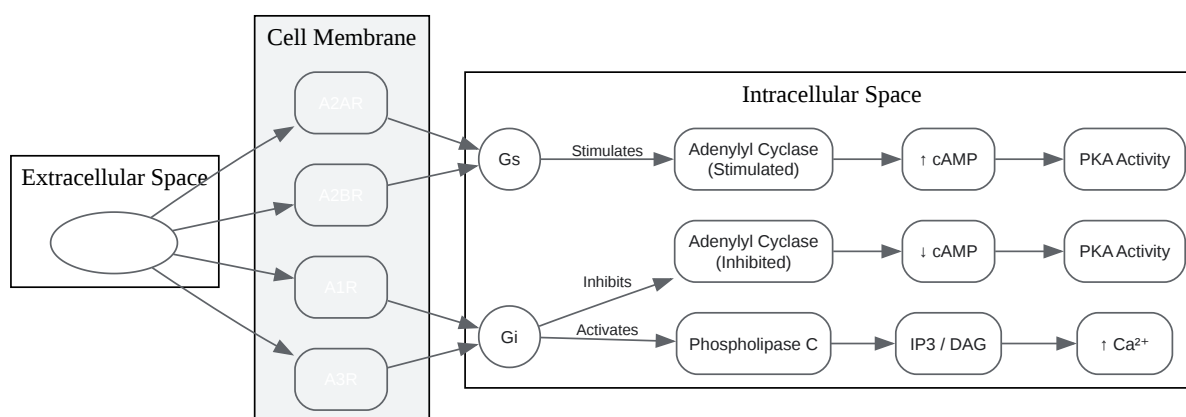 Cell Membrane
Extracellular Space
A2AR
A2BR
A1R
A3R
Intracellular Space
Gs
Stimulates
Adenylyl Cyclase
(Stimulated)
↑ cAMP
PKA Activity
Gi
Inhibits
Adenylyl Cyclase
(Inhibited)
↓ cAMP
PKA Activity
Activates
Phospholipase C
IP3 / DAG
↑ Ca²⁺